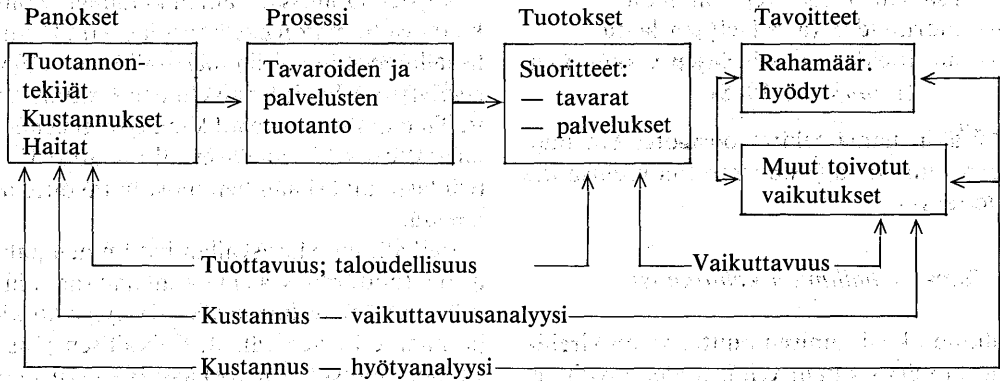 Panokset
Prosessi
Tuotokset
Tavoitteet
Tuotannon-
tekijät
Kustannukset
Haitat
Tavaroiden ja
palvelusten
tuotanto
Suoritteet:
— tavarat
— palvelukset
Rahamäär.
hyödyt
Muut toivotut
vaikutukset
Tuottavuus; taloudellisuus
Vaikuttavuus
Kustannus — vaikuttavuusanalyysi
Kustannus — hyötyanalyysi